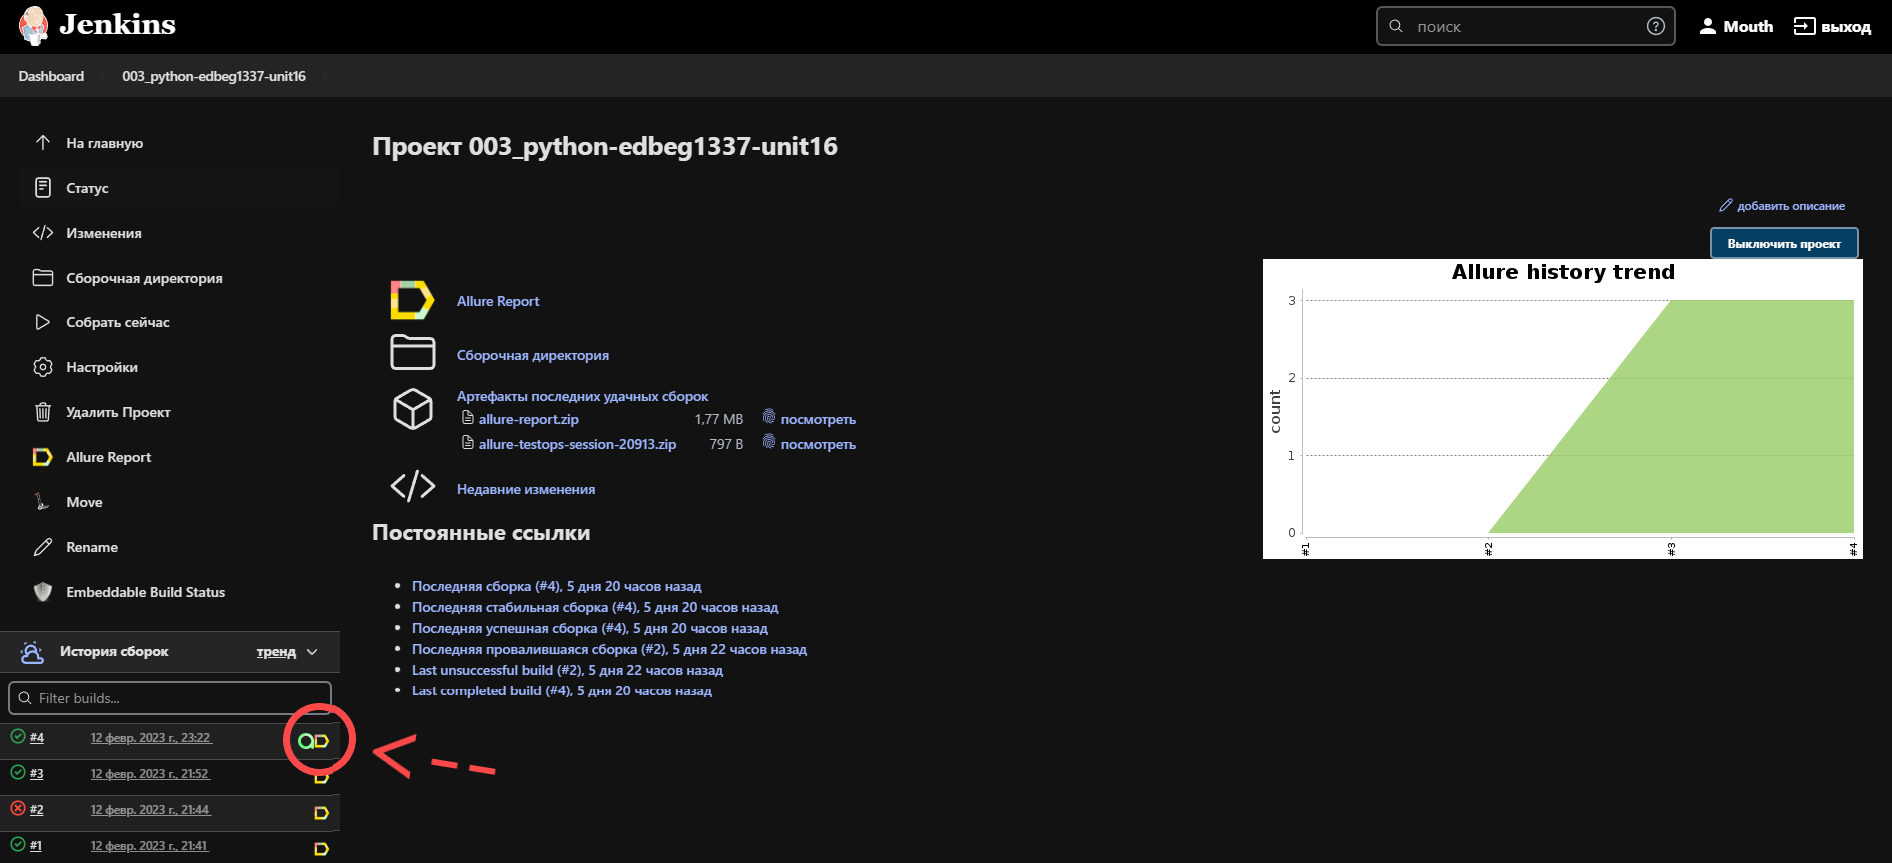 Jenkins
поиск
Mouth
выход
Dashboard
003_python-edbeg1337-unit16
На главную
Статус
Изменения
Сборочная директория
Собрать сейчас
Настройки
Удалить Проект
Allure Report
Move
Rename
Embeddable Build Status
История сборок
тренд
Filter builds...
#4 12 февр. 2023 г., 23:22
#3 12 февр. 2023 г., 21:52
#2 12 февр. 2023 г., 21:44
#1 12 февр. 2023 г., 21:41
Проект 003_python-edbeg1337-unit16
добавить описание
Выключить проект
Allure Report
Сборочная директория
Артефакты последних удачных сборок
allure-report.zip 1,77 MB посмотреть
allure-testops-session-20913.zip 797 B посмотреть
Недавние изменения
Постоянные ссылки
Последняя сборка (#4), 5 дня 20 часов назад
Последняя стабильная сборка (#4), 5 дня 20 часов назад
Последняя успешная сборка (#4), 5 дня 20 часов назад
Последняя провалившаяся сборка (#2), 5 дня 22 часов назад
Last unsuccessful build (#2), 5 дня 22 часов назад
Last completed build (#4), 5 дня 20 часов назад
Allure history trend
count
3
2
1
0
#1
#2
#3
#4